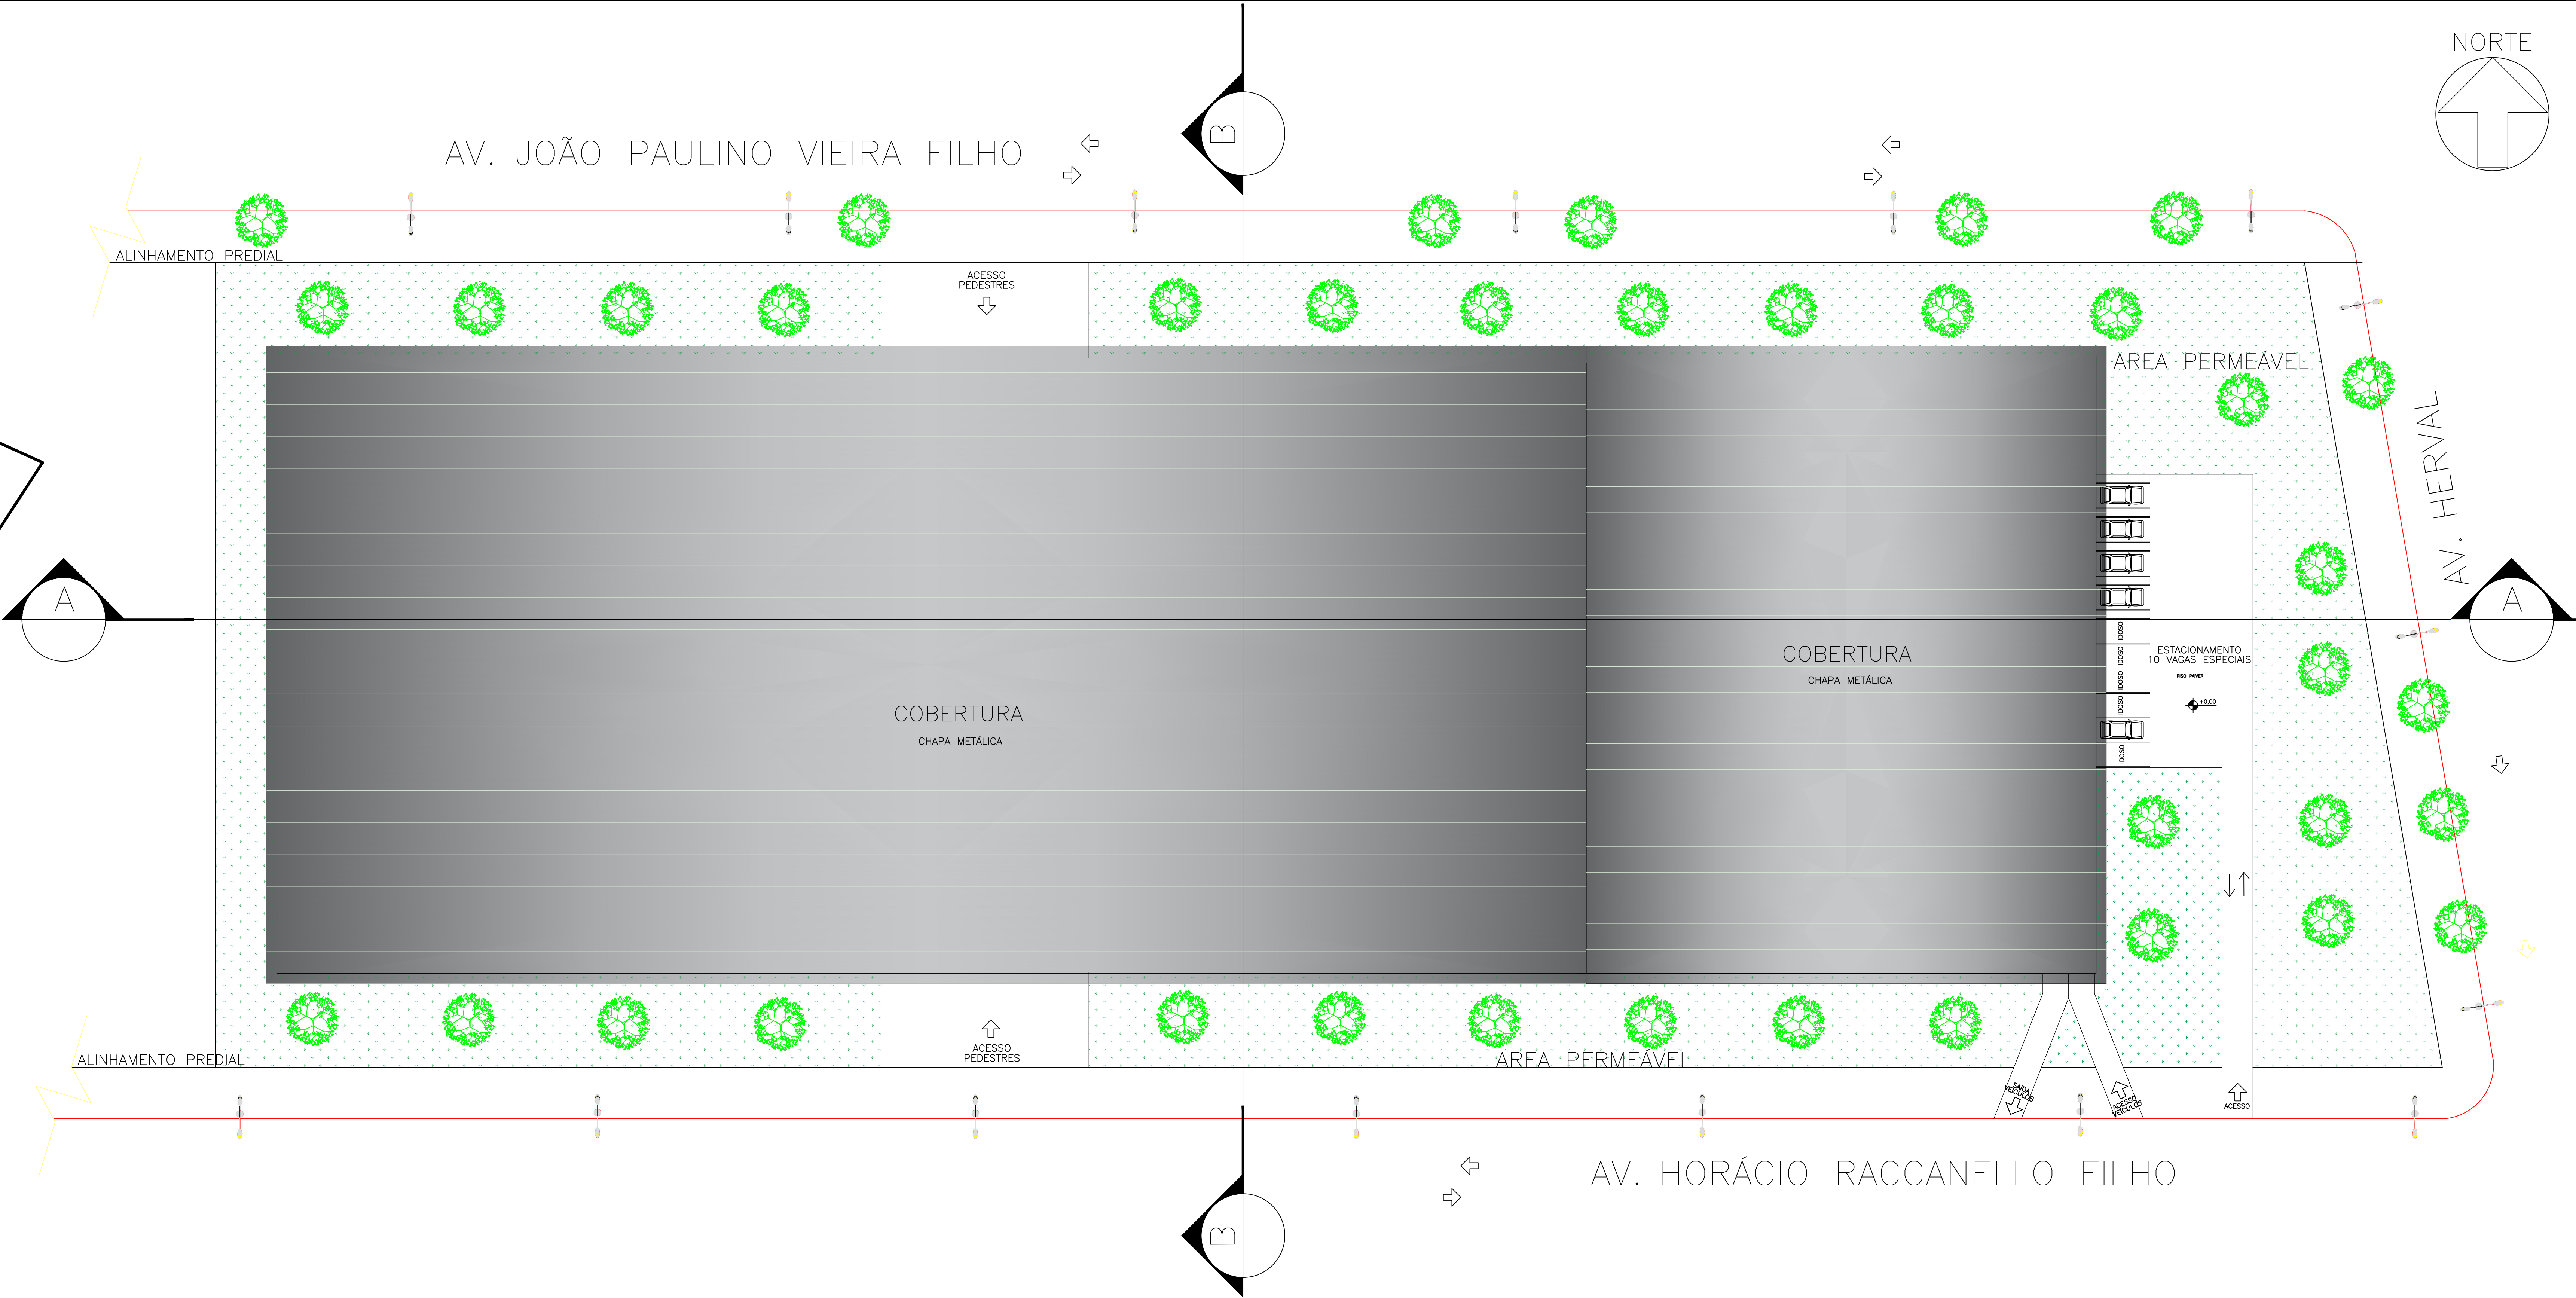 NORTE
B
AV. JOÃO PAULINO VIEIRA FILHO
ALINHAMENTO PREDIAL
ACESSO
PEDESTRES
AREA PERMEÁVEL
AV. HERVAL
A
A
IDOSO
IDOSO
IDOSO
IDOSO
IDOSO
ESTACIONAMENTO
10 VAGAS ESPECIAIS
PISO PAVER
+0,00
COBERTURA
CHAPA METÁLICA
COBERTURA
CHAPA METÁLICA
ACESSO
PEDESTRES
AREA PERMEÁVEL
ALINHAMENTO PREDIAL
SAÍDA
VEÍCULOS
ACESSO
VEÍCULOS
ACESSO
AV. HORÁCIO RACCANELLO FILHO
B